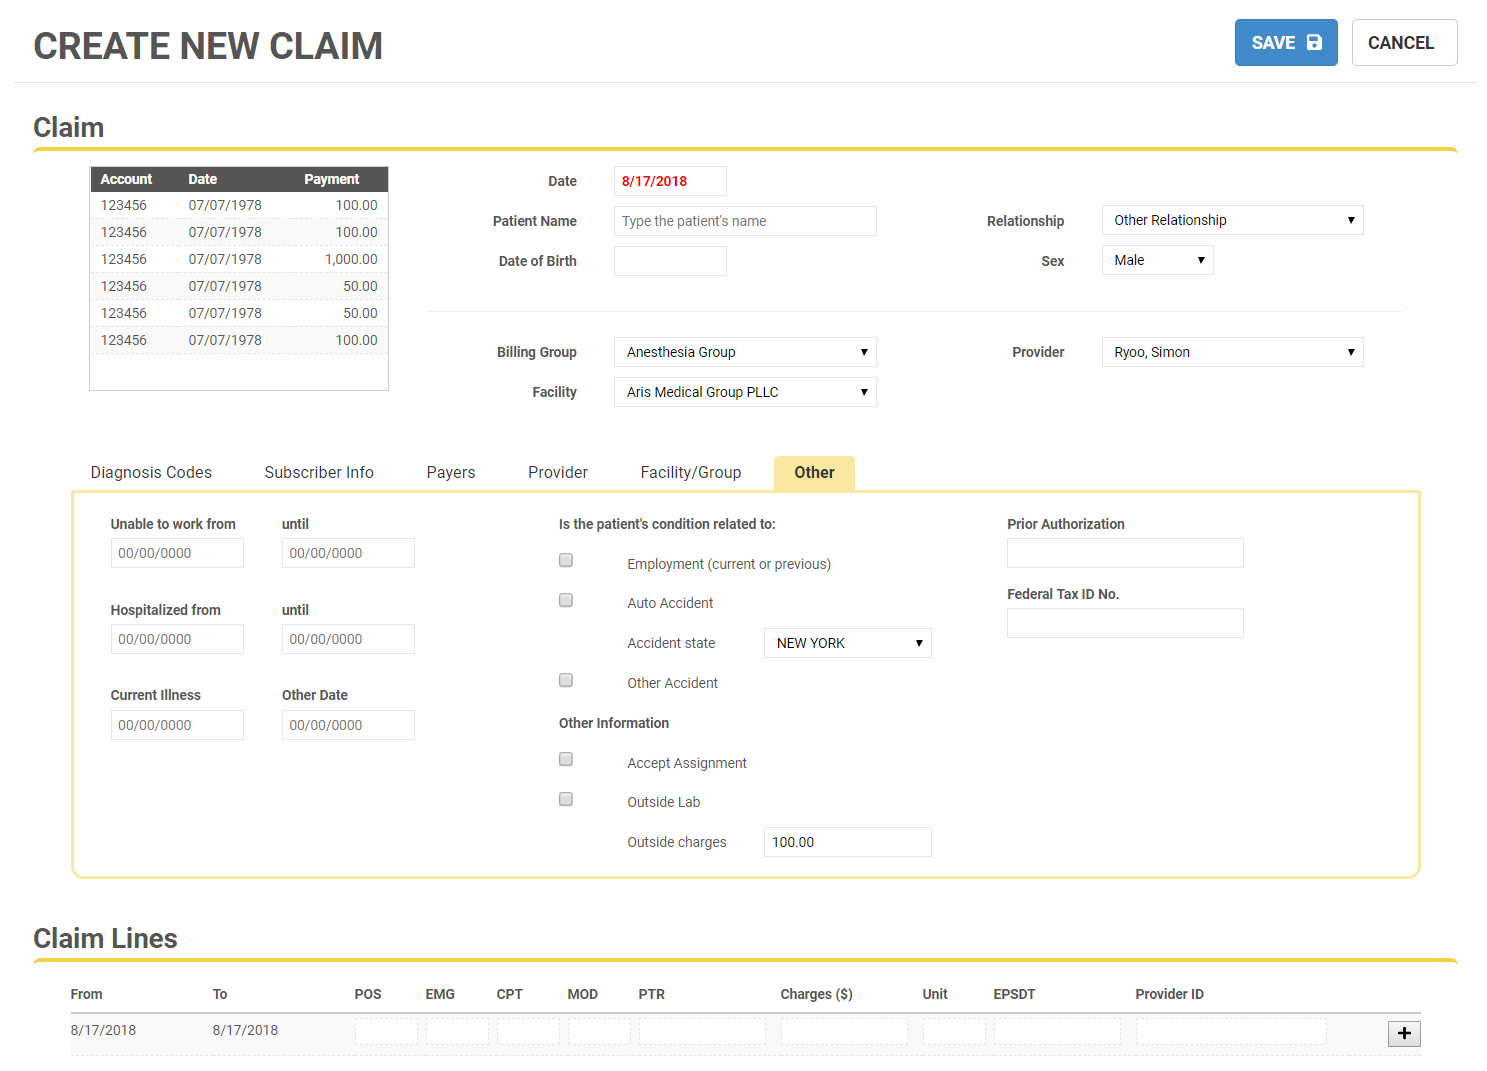 CREATE NEW CLAIM
SAVE
CANCEL
Claim
Account Date Payment
123456 07/07/1978 100.00
123456 07/07/1978 100.00
123456 07/07/1978 1,000.00
123456 07/07/1978 50.00
123456 07/07/1978 50.00
123456 07/07/1978 100.00
Date 8/17/2018
Patient Name Type the patient's name Relationship Other Relationship
Date of Birth Sex Male
Billing Group Anesthesia Group Provider Ryoo, Simon
Facility Aris Medical Group PLLC
Diagnosis Codes Subscriber Info Payers Provider Facility/Group Other
Unable to work from until
00/00/0000 00/00/0000
Hospitalized from until
00/00/0000 00/00/0000
Current Illness Other Date
00/00/0000 00/00/0000
Is the patient's condition related to:
Employment (current or previous)
Auto Accident
Accident state NEW YORK
Other Accident
Other Information
Accept Assignment
Outside Lab
Outside charges 100.00
Prior Authorization
Federal Tax ID No.
Claim Lines
From To POS EMG CPT MOD PTR Charges ($) Unit EPSDT Provider ID
8/17/2018 8/17/2018